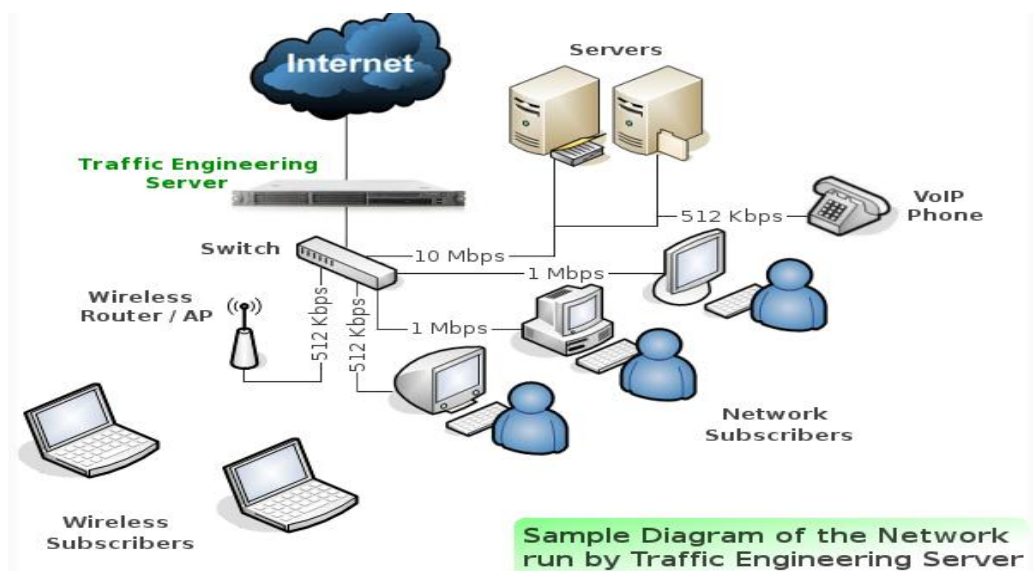 Internet
Servers
Traffic Engineering
Server
VoIP
Phone
512 Kbps
Switch
10 Mbps
1 Mbps
Wireless
Router / AP
512 Kbps
512 Kbps
1 Mbps
Network
Subscribers
Wireless
Subscribers
Sample Diagram of the Network
run by Traffic Engineering Server